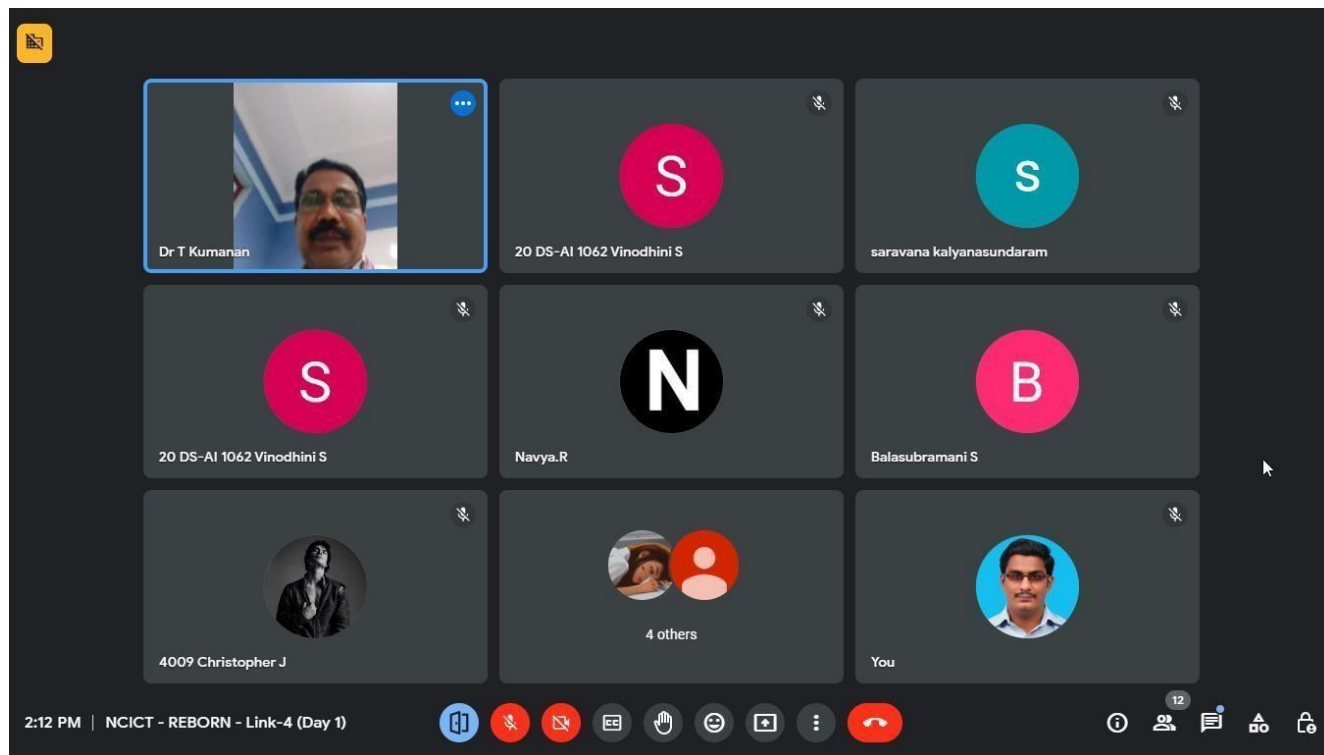 Dr T Kumanan
S
20 DS-AI 1062 Vinodhini S
s
saravana kalyanasundaram
S
20 DS-AI 1062 Vinodhini S
N
Navya.R
B
Balasubramani S
4009 Christopher J
4 others
You
2:12 PM | NCICT - REBORN - Link-4 (Day 1)
CC
12